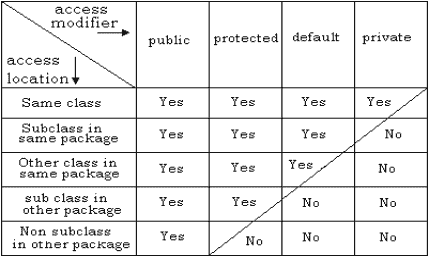 access modifier
access location
public protected default private
Same class Yes Yes Yes Yes
Subclass in same package Yes Yes Yes No
Other class in same package Yes Yes Yes No
sub class in other package Yes Yes No No
Non subclass in other package Yes No No No